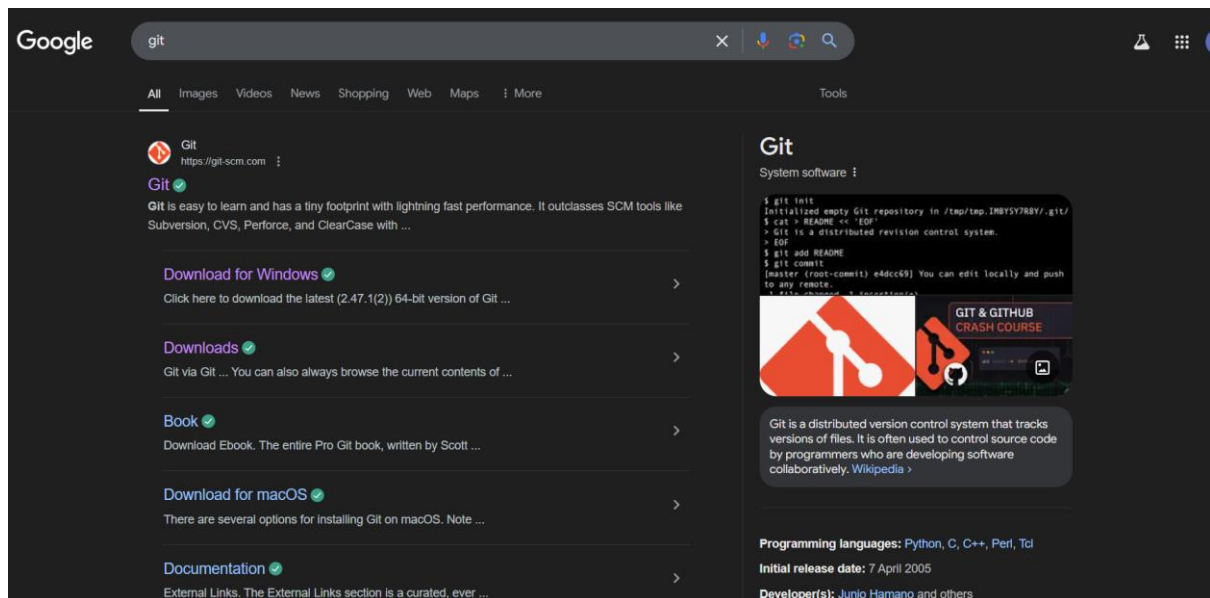 Google
git
All Images Videos News Shopping Web Maps More
Tools
Git
https://git-scm.com
Git
Git is easy to learn and has a tiny footprint with lightning fast performance. It outclasses SCM tools like
Subversion, CVS, Perforce, and ClearCase with ...
Download for Windows
Click here to download the latest (2.47.1(2)) 64-bit version of Git ...
Downloads
Git via Git ... You can also always browse the current contents of ...
Book
Download Ebook. The entire Pro Git book, written by Scott ...
Download for macOS
There are several options for installing Git on macOS. Note ...
Documentation
External Links. The External Links section is a curated, ever ...
Git
System software
$ git init
Initialized empty Git repository in /tmp/tmp.IMBYSY7R8Y/.git/
$ cat > README << 'EOF'
> Git is a distributed revision control system.
> EOF
$ git add README
$ git commit
[master (root-commit) e4dcc69] You can edit locally and push
to any remote.
1 file changed, 1 insertion(+)
GIT & GITHUB
CRASH COURSE
Git is a distributed version control system that tracks
versions of files. It is often used to control source code
by programmers who are developing software
collaboratively. Wikipedia ›
Programming languages: Python, C, C++, Perl, Tcl
Initial release date: 7 April 2005
Developer(s): Junio Hamano and others